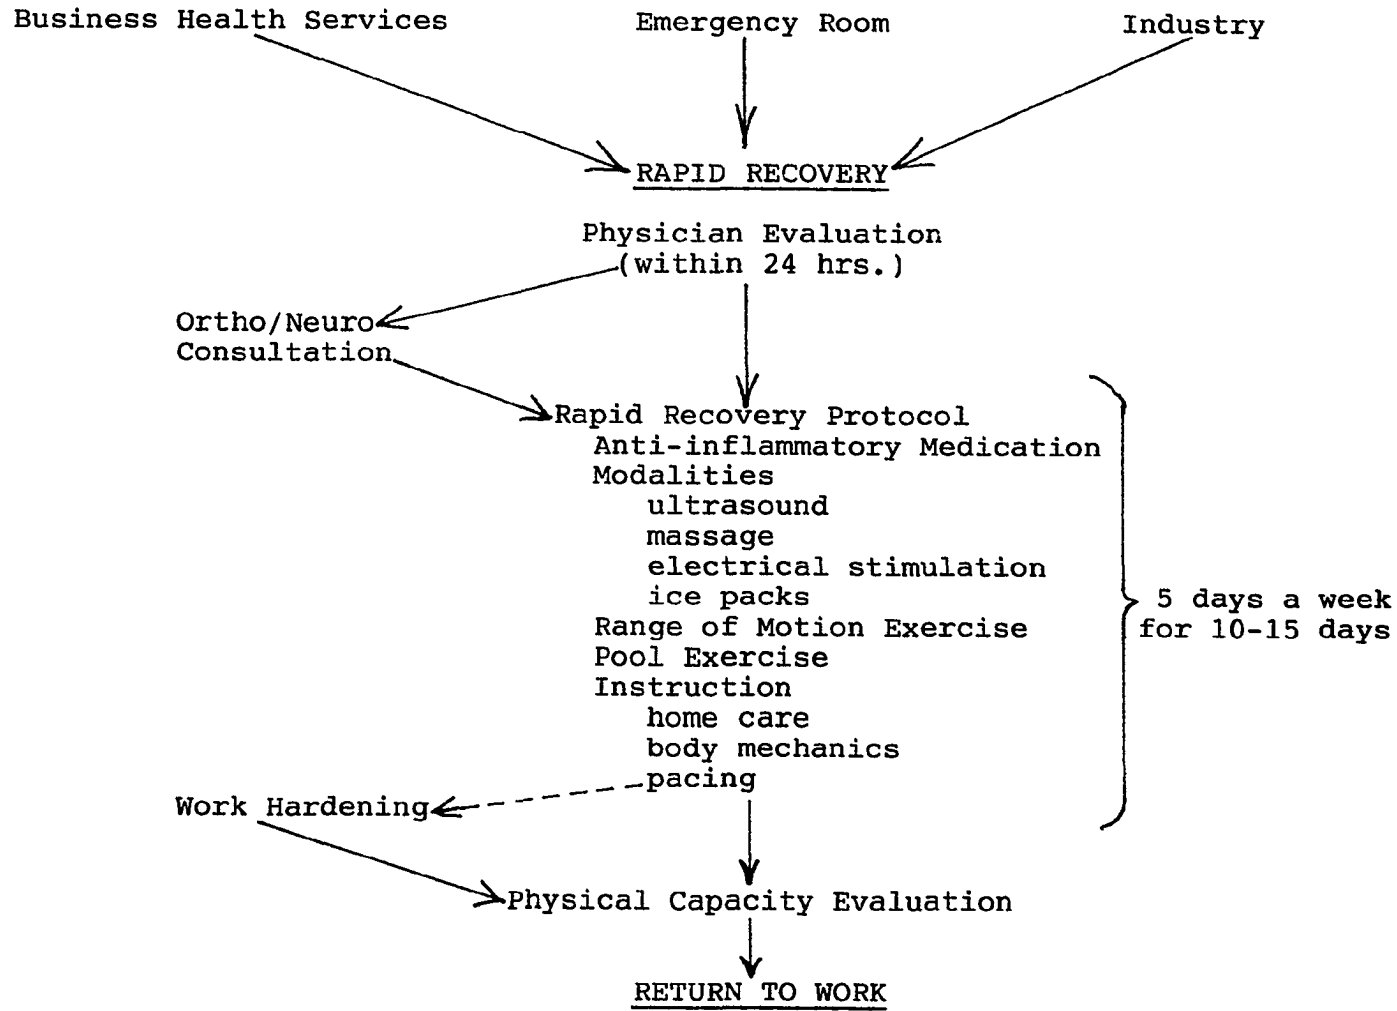 Business Health Services
Emergency Room
Industry
RAPID RECOVERY
Physician Evaluation
(within 24 hrs.)
Ortho/Neuro
Consultation
Rapid Recovery Protocol
Anti-inflammatory Medication
Modalities
ultrasound
massage
electrical stimulation
ice packs
Range of Motion Exercise
Pool Exercise
Instruction
home care
body mechanics
pacing
5 days a week
for 10-15 days
Work Hardening
Physical Capacity Evaluation
RETURN TO WORK